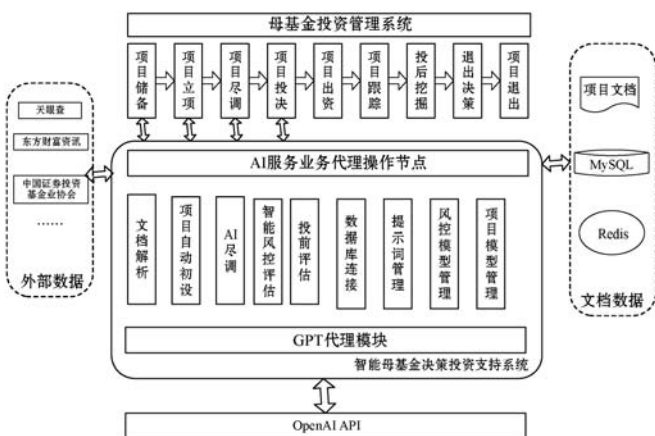 母基金投资管理系统
项目储备
项目立项
项目尽调
项目投决
项目出资
项目跟踪
投后挖掘
退出决策
项目退出
天眼查
东方财富资讯
中国证券投资
基金业协会
……
外部数据
AI服务业务代理操作节点
文档解析
项目自动初设
AI尽调
智能风控评估
投前评估
数据库连接
提示词管理
风控模型管理
项目模型管理
GPT代理模块
智能母基金决策投资支持系统
OpenAI API
项目文档
MySQL
Redis
文档数据